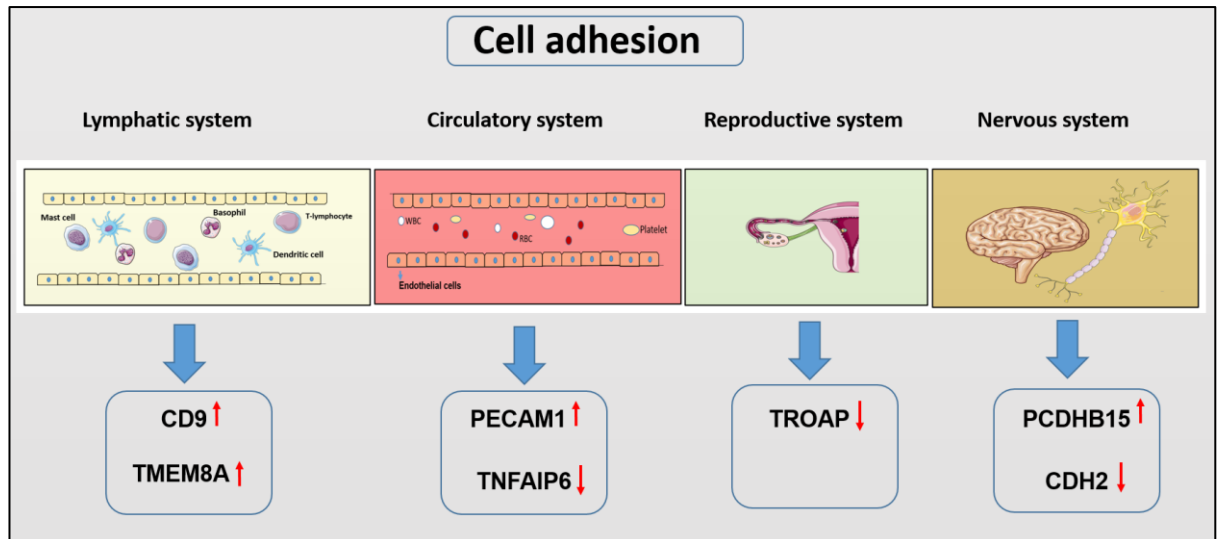 Cell adhesion
Lymphatic system
Circulatory system
Reproductive system
Nervous system
Mast cell
Basophil
T-lymphocyte
Dendritic cell
WBC
RBC
Platelet
Endothelial cells
CD9
TMEM8A
PECAM1
TNFAIP6
TROAP
PCDHB15
CDH2